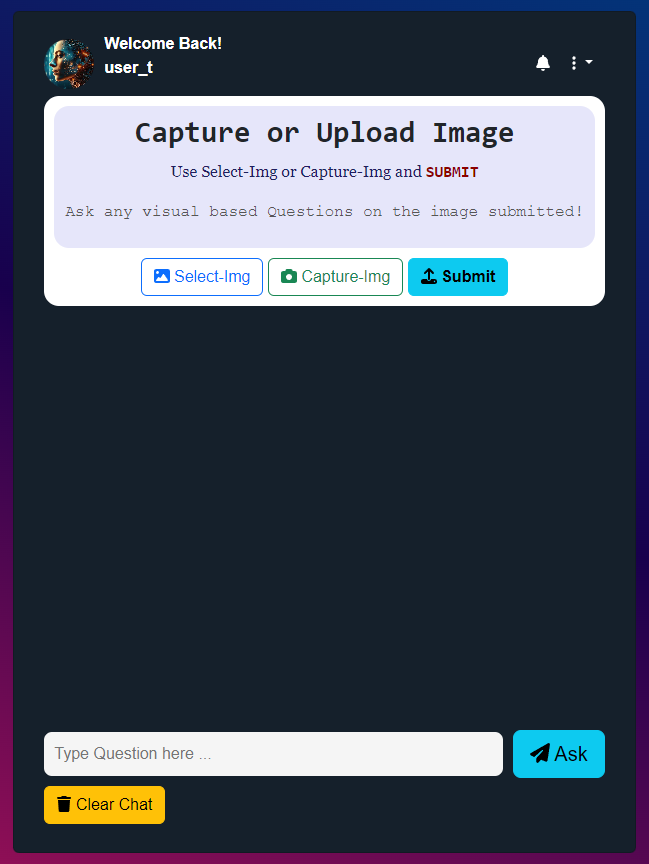 Welcome Back!
user_t
Capture or Upload Image
Use Select-Img or Capture-Img and SUBMIT
Ask any visual based Questions on the image submitted!
Select-Img Capture-Img Submit
Type Question here ... Ask
Clear Chat